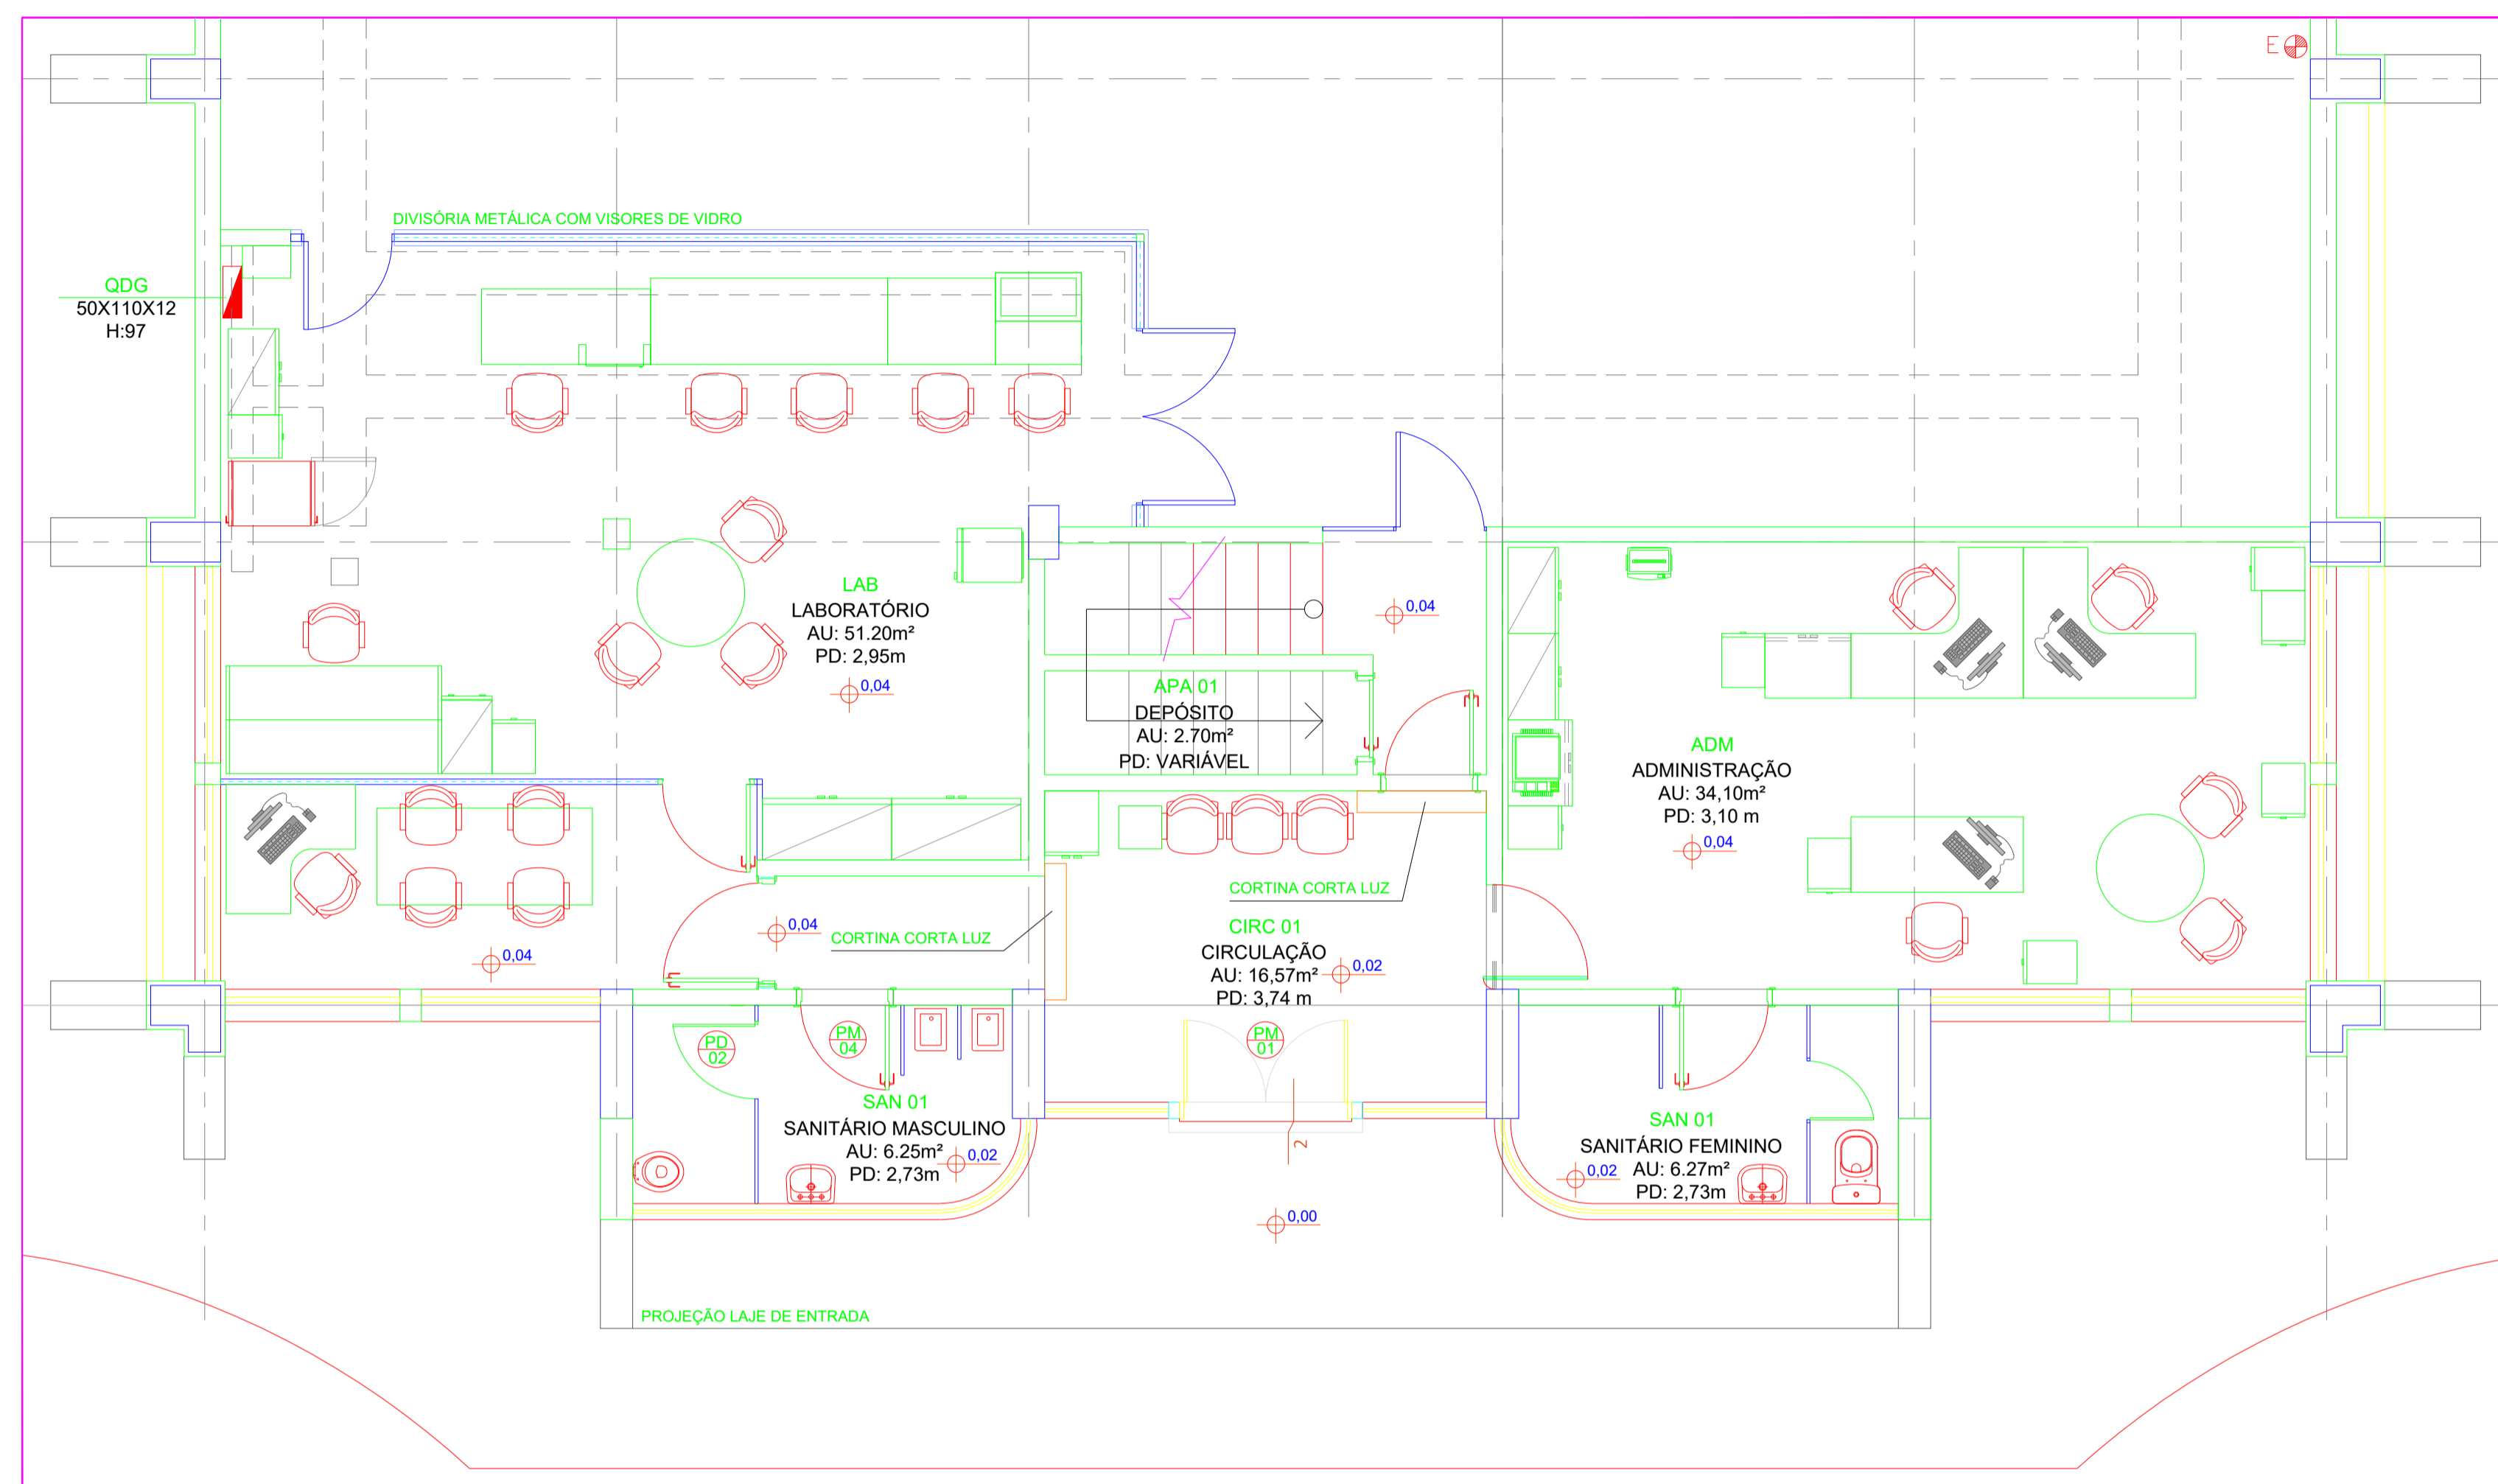 E
DIVISÓRIA METÁLICA COM VISORES DE VIDRO
QDG
50X110X12
H:97
LAB
LABORATÓRIO
AU: 51.20m²
PD: 2,95m
0,04
0,04
APA 01
DEPÓSITO
AU: 2.70m²
PD: VARIÁVEL
ADM
ADMINISTRAÇÃO
AU: 34,10m²
PD: 3,10 m
0,04
CORTINA CORTA LUZ
0,04
CORTINA CORTA LUZ
0,04
CIRC 01
CIRCULAÇÃO
AU: 16,57m²
PD: 3,74 m
0,02
PD
02
PM
04
PM
01
2
SAN 01
SANITÁRIO MASCULINO
AU: 6.25m²
PD: 2,73m
0,02
SAN 01
SANITÁRIO FEMININO
AU: 6.27m²
PD: 2,73m
0,02
0,00
PROJEÇÃO LAJE DE ENTRADA